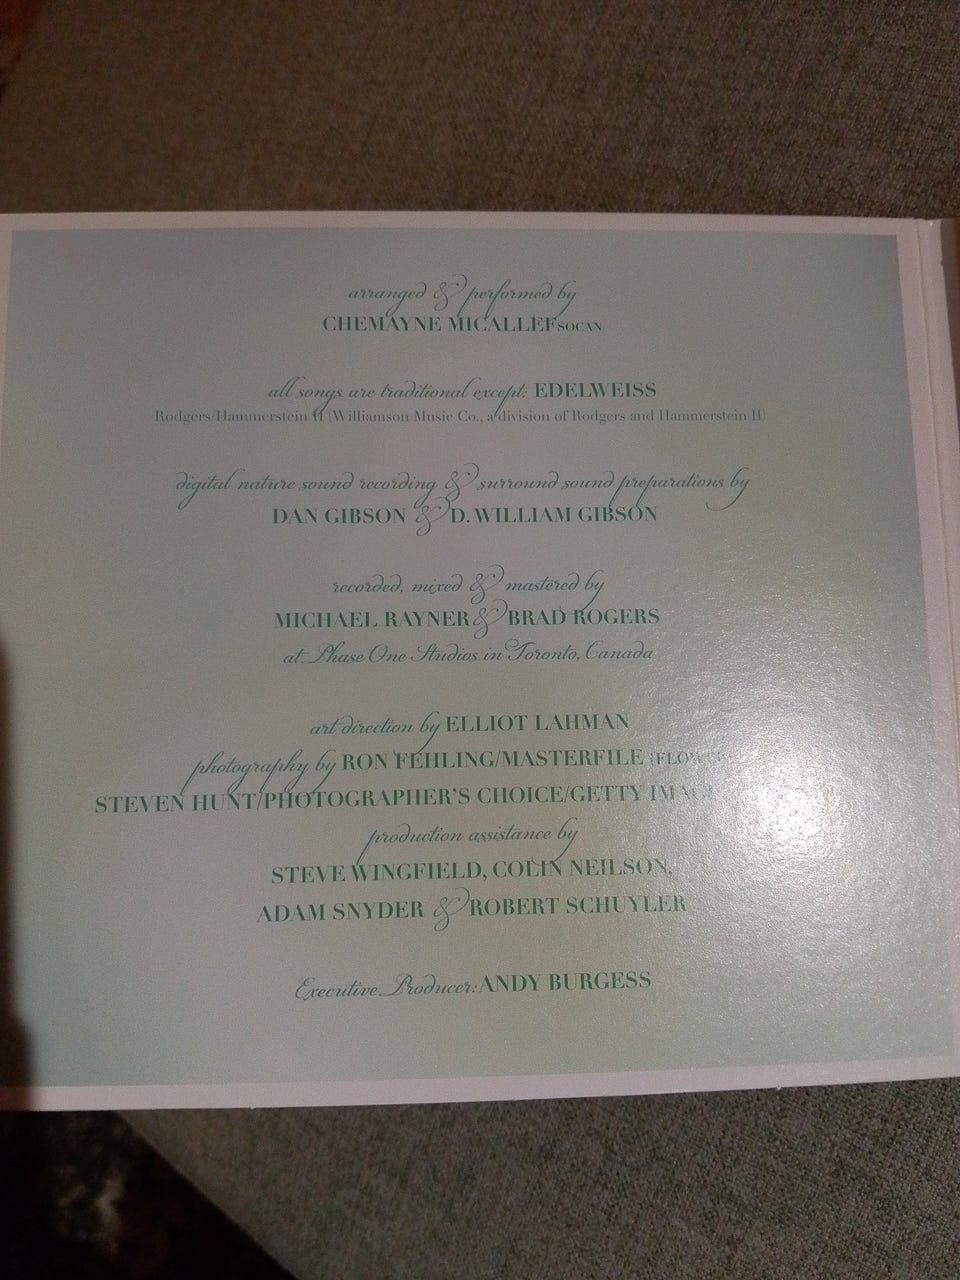 arranged & performed by
CHEMAYNE MICALLEF SOCAN
all songs are traditional except: EDELWEISS
Rodgers/Hammerstein II (Williamson Music Co., a division of Rodgers and Hammerstein II)
digital nature sound recording & surround sound preparations by
DAN GIBSON & D. WILLIAM GIBSON
recorded, mixed & mastered by
MICHAEL RAYNER & BRAD ROGERS
at Phase One Studios in Toronto, Canada
art direction by ELLIOT LAHMAN
photography by RON FEHLING/MASTERFILE
STEVEN HUNT/PHOTOGRAPHER'S CHOICE/GETTY
production assistance by
STEVE WINGFIELD, COLIN NEILSON,
ADAM SNYDER & ROBERT SCHUYLER
Executive Producer: ANDY BURGESS